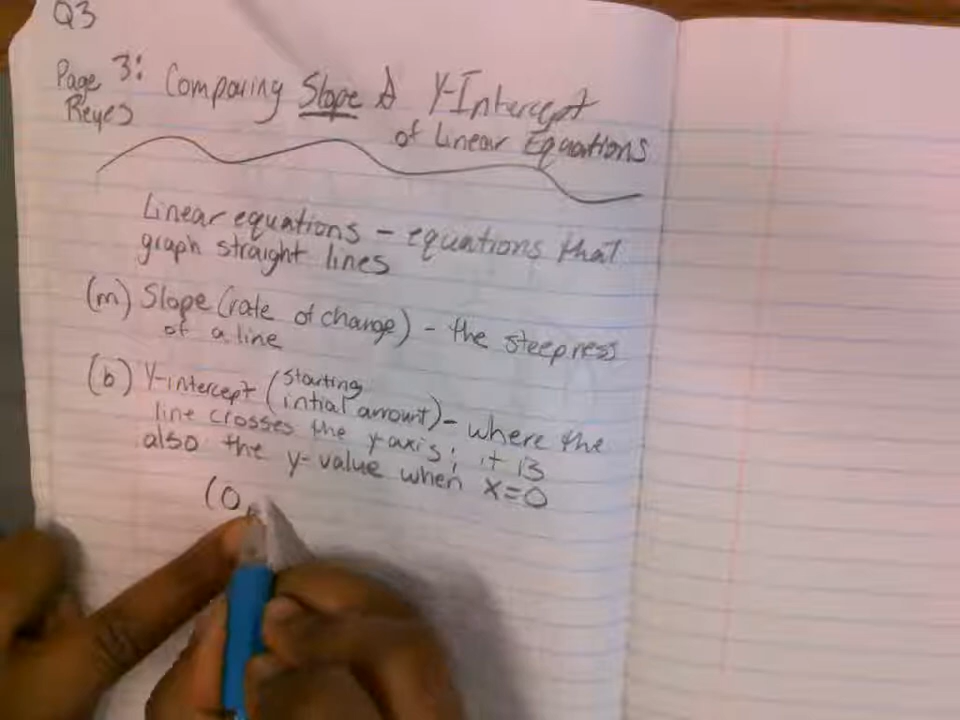 Q3
Page 3: Comparing Slope & Y-Intercept
Reyes
of Linear Equations
Linear equations - equations that
graph straight lines
(m) Slope (rate of change) - the steepness
of a line
(b) Y-intercept (starting
intial amount) - where the
line crosses the y-axis; it is
also the y-value when x=0
(0,